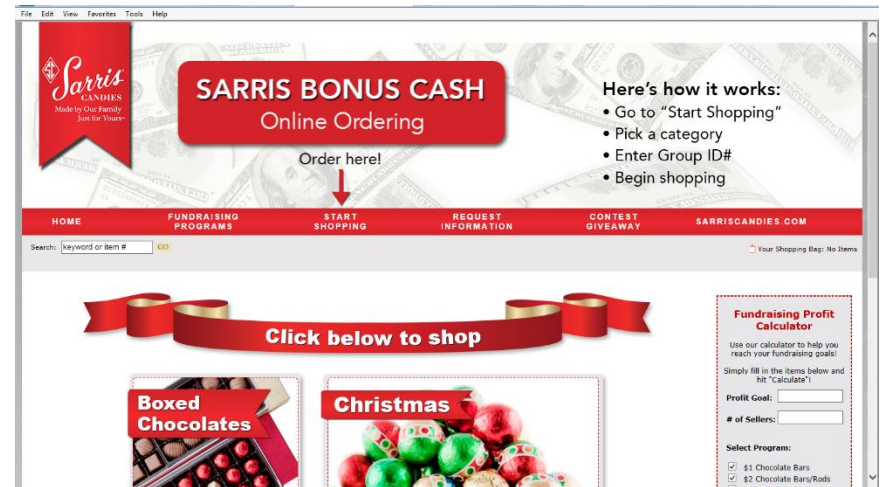 File Edit View Favorites Tools Help
Sarris
CANDIES
Made by Our Family
Just for Yours
SARRIS BONUS CASH
Online Ordering
Order here!
Here's how it works:
• Go to "Start Shopping"
• Pick a category
• Enter Group ID#
• Begin shopping
HOME
FUNDRAISING
PROGRAMS
START
SHOPPING
REQUEST
INFORMATION
CONTEST
GIVEAWAY
SARRISCANDIES.COM
Search: keyword or item # GO
Your Shopping Bag: No Items
Click below to shop
Boxed
Chocolates
Christmas
Fundraising Profit
Calculator
Use our calculator to help you
reach your fundraising goals!
Simply fill in the items below and
hit "Calculate"!
Profit Goal:
# of Sellers:
Select Program:
$1 Chocolate Bars
$2 Chocolate Bars/Rods